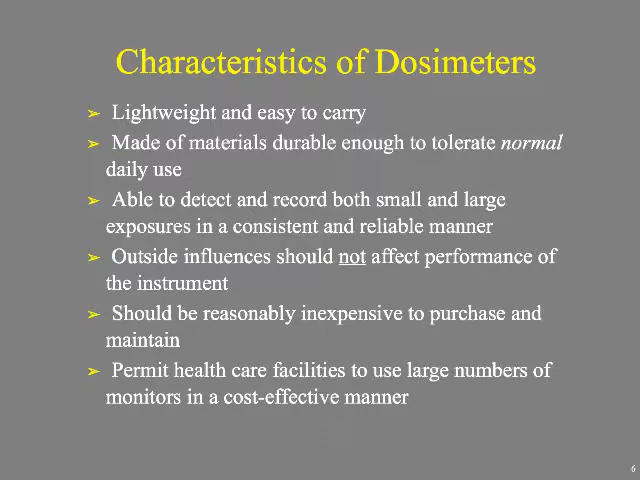 Characteristics of Dosimeters
➢ Lightweight and easy to carry
➢ Made of materials durable enough to tolerate normal
daily use
➢ Able to detect and record both small and large
exposures in a consistent and reliable manner
➢ Outside influences should not affect performance of
the instrument
➢ Should be reasonably inexpensive to purchase and
maintain
➢ Permit health care facilities to use large numbers of
monitors in a cost-effective manner
6